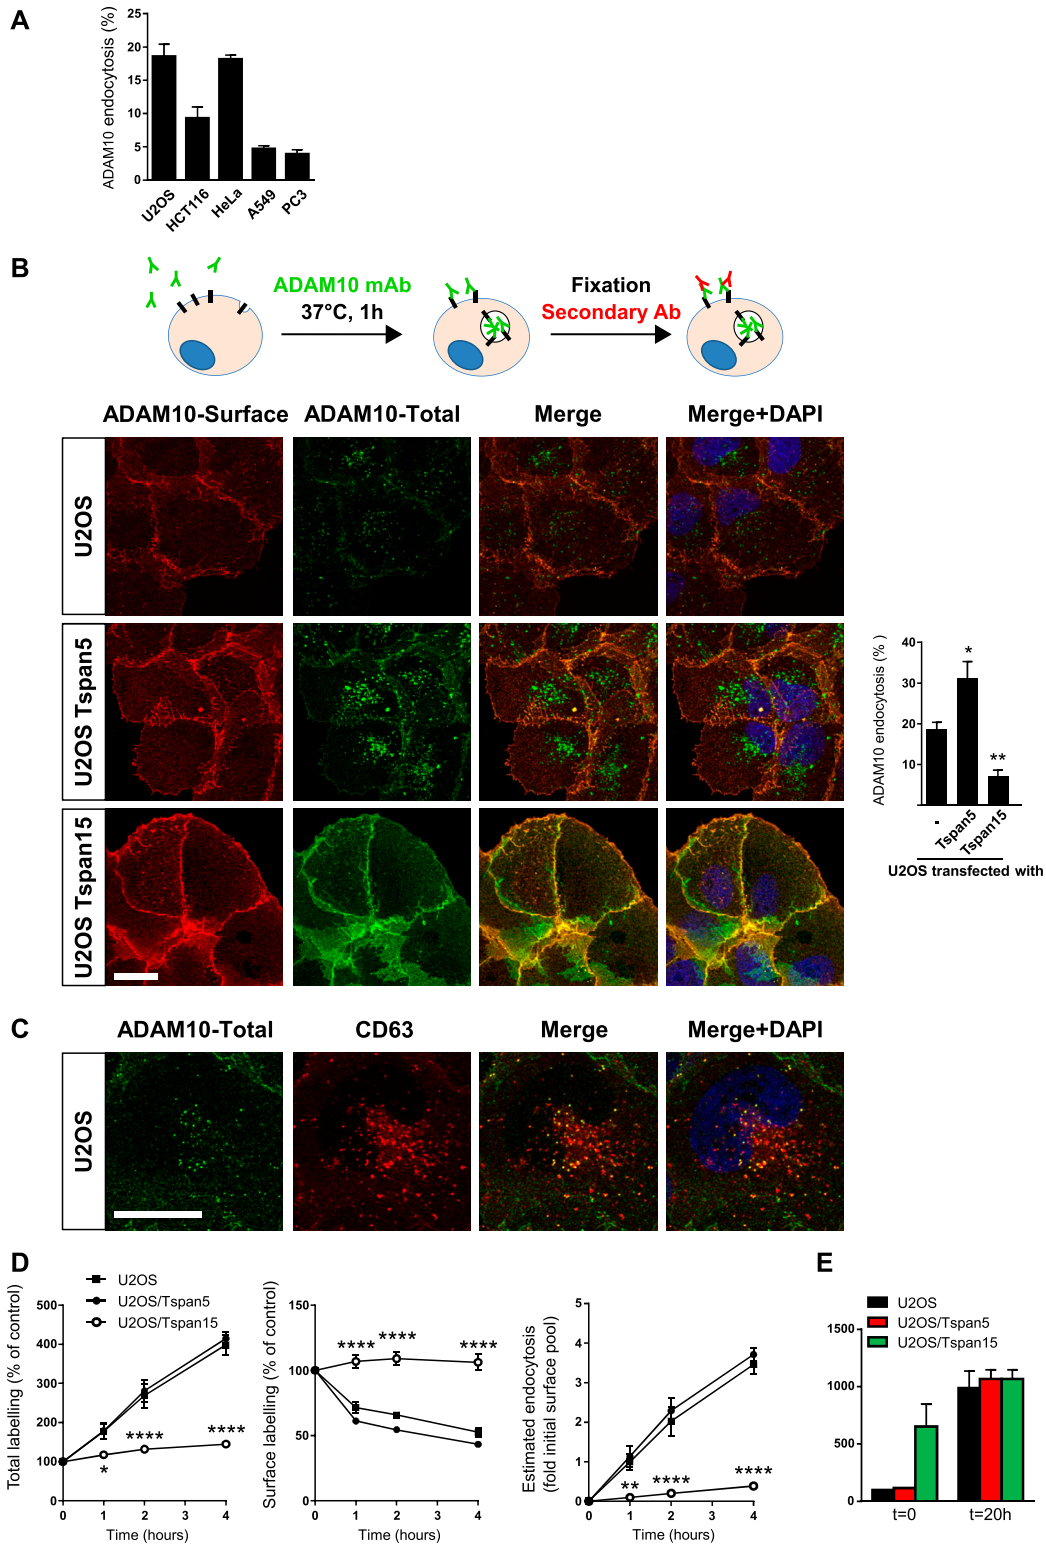 A
ADAM10 endocytosis (%)
25
20
15
10
5
0
U2OS
HCT116
HeLa
A549
PC3
B
ADAM10 mAb
37°C, 1h
Fixation
Secondary Ab
ADAM10-Surface
ADAM10-Total
Merge
Merge+DAPI
U2OS
U2OS Tspan5
U2OS Tspan15
ADAM10 endocytosis (% )
40
30
20
10
*
**
-
Tspan5
Tspan15
U2OS transfected with
C
ADAM10-Total
CD63
Merge
Merge+DAPI
U2OS
D
U2OS
U2OS/Tspan5
U2OS/Tspan15
Total labelling (% of control)
500
400
300
200
100
0
*
****
****
0
1
2
3
4
Time (hours)
Surface labelling (% of control)
150
100
50
0
****
****
****
0
1
2
3
4
Time (hours)
Estimated endocytosis
(fold initial surface pool)
5
4
3
2
1
0
**
****
****
0
1
2
3
4
Time (hours)
E
U2OS
U2OS/Tspan5
U2OS/Tspan15
1500
1000
500
0
t=0
t=20h